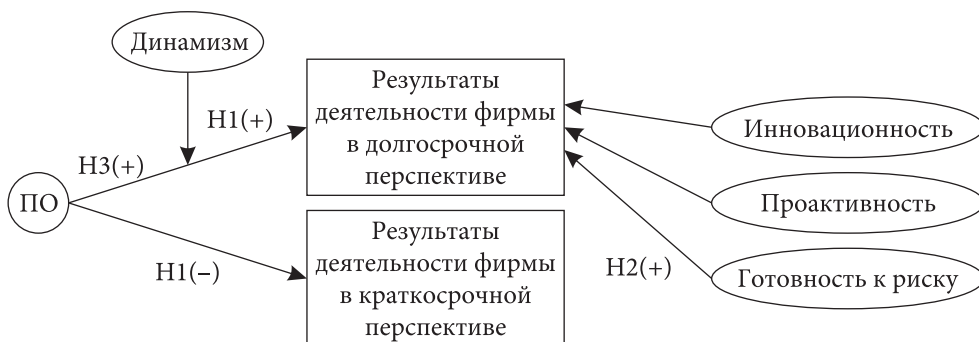 Динамизм
Результаты
деятельности фирмы
в долгосрочной
перспективе
H1(+)
H3(+)
ПО
H1(–)
Результаты
деятельности фирмы
в краткосрочной
перспективе
Инновационность
Проактивность
H2(+)
Готовность к риску